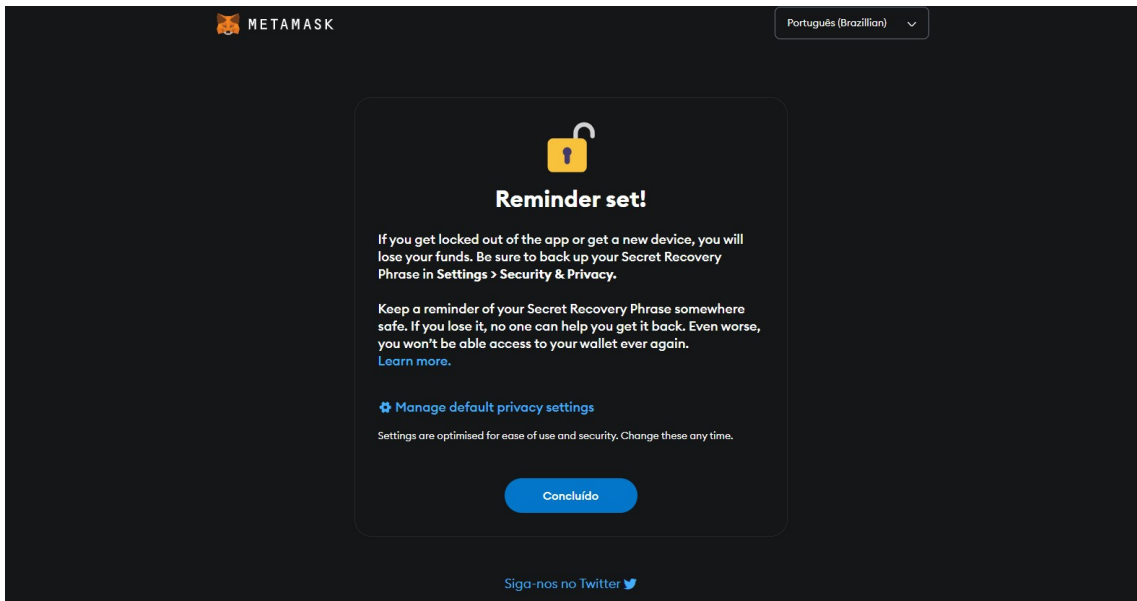 METAMASK
Português (Brazillian)
Reminder set!
If you get locked out of the app or get a new device, you will
lose your funds. Be sure to back up your Secret Recovery
Phrase in Settings > Security & Privacy.
Keep a reminder of your Secret Recovery Phrase somewhere
safe. If you lose it, no one can help you get it back. Even worse,
you won't be able access to your wallet ever again.
Learn more.
Manage default privacy settings
Settings are optimised for ease of use and security. Change these any time.
Concluído
Siga-nos no Twitter